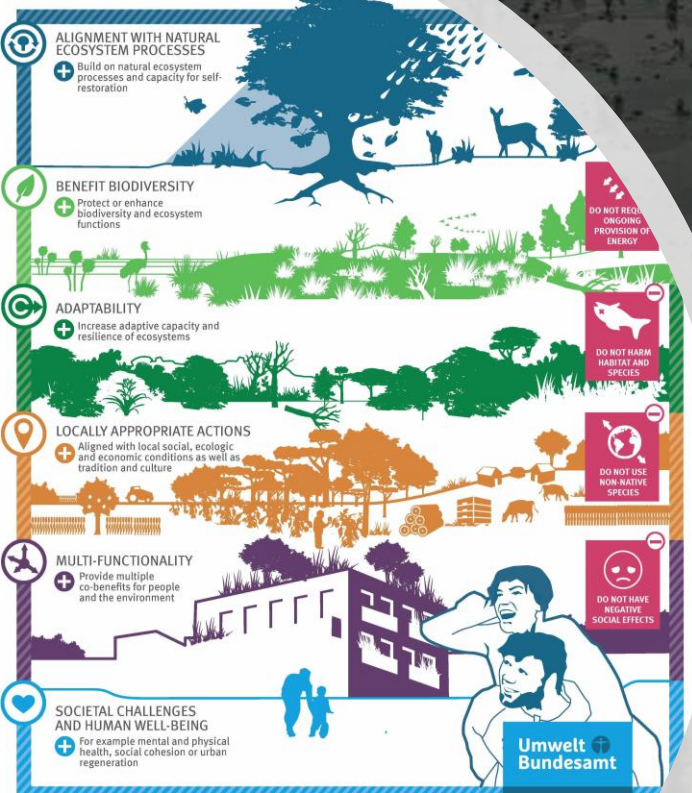 ALIGNMENT WITH NATURAL
ECOSYSTEM PROCESSES
Build on natural ecosystem
processes and capacity for self-
restoration
BENEFIT BIODIVERSITY
Protect or enhance
biodiversity and ecosystem
functions
DO NOT
ONGOING
PROVISION OF
ENERGY
ADAPTABILITY
Increase adaptive capacity and
resilience of ecosystems
DO NOT HARM
HABITAT AND
SPECIES
LOCALLY APPROPRIATE ACTIONS
Aligned with local social, ecologic
and economic conditions as well as
tradition and culture
DO NOT USE
NON-NATIVE
SPECIES
MULTI-FUNCTIONALITY
Provide multiple
co-benefits for people
and the environment
DO NOT HAVE
NEGATIVE
SOCIAL EFFECTS
SOCIETAL CHALLENGES
AND HUMAN WELL-BEING
For example mental and physical
health, social cohesion or urban
regeneration
Umwelt
Bundesamt